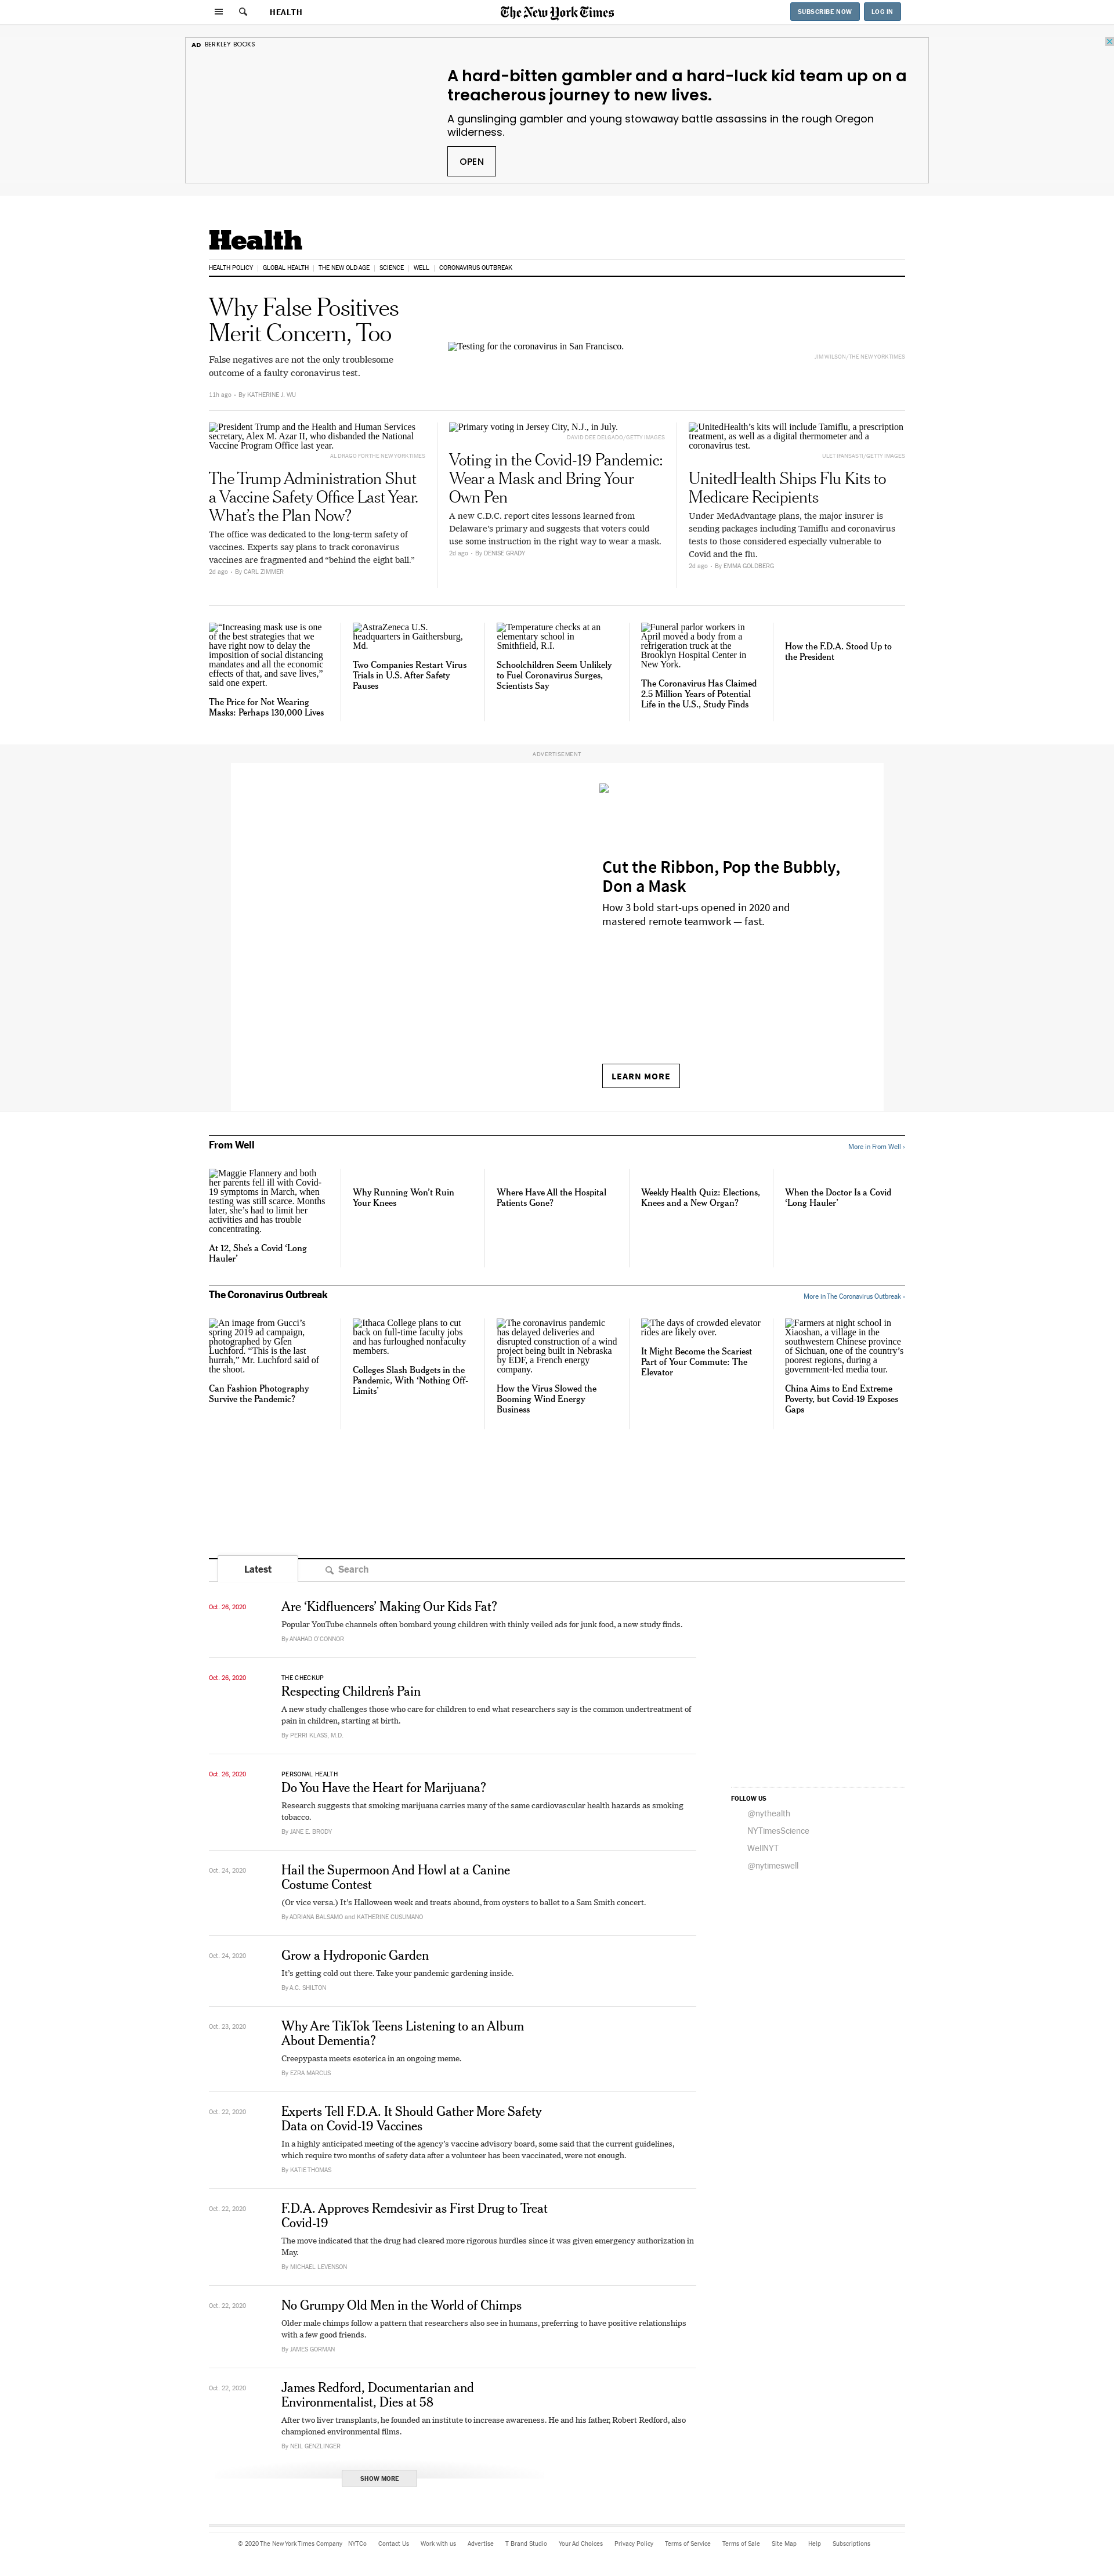 HEALTH
The New York Times
SUBSCRIBE NOW
LOG IN
AD BERKLEY BOOKS
A hard-bitten gambler and a hard-luck kid team up on a
treacherous journey to new lives.
A gunslinging gambler and young stowaway battle assassins in the rough Oregon
wilderness.
OPEN
Health
HEALTH POLICY | GLOBAL HEALTH | THE NEW OLD AGE | SCIENCE | WELL | CORONAVIRUS OUTBREAK
Why False Positives
Merit Concern, Too
False negatives are not the only troublesome
outcome of a faulty coronavirus test.
11h ago • By KATHERINE J. WU
Testing for the coronavirus in San Francisco.
JIM WILSON/THE NEW YORK TIMES
President Trump and the Health and Human Services
secretary, Alex M. Azar II, who disbanded the National
Vaccine Program Office last year.
AL DRAGO FOR THE NEW YORK TIMES
The Trump Administration Shut
a Vaccine Safety Office Last Year.
What’s the Plan Now?
The office was dedicated to the long-term safety of
vaccines. Experts say plans to track coronavirus
vaccines are fragmented and “behind the eight ball.”
2d ago • By CARL ZIMMER
Primary voting in Jersey City, N.J., in July.
DAVID DEE DELGADO/GETTY IMAGES
Voting in the Covid-19 Pandemic:
Wear a Mask and Bring Your
Own Pen
A new C.D.C. report cites lessons learned from
Delaware’s primary and suggests that voters could
use some instruction in the right way to wear a mask.
2d ago • By DENISE GRADY
UnitedHealth’s kits will include Tamiflu, a prescription
treatment, as well as a digital thermometer and a
coronavirus test.
ULET IFANSASTI/GETTY IMAGES
UnitedHealth Ships Flu Kits to
Medicare Recipients
Under MedAdvantage plans, the major insurer is
sending packages including Tamiflu and coronavirus
tests to those considered especially vulnerable to
Covid and the flu.
2d ago • By EMMA GOLDBERG
“Increasing mask use is one
of the best strategies that we
have right now to delay the
imposition of social distancing
mandates and all the economic
effects of that, and save lives,”
said one expert.
The Price for Not Wearing
Masks: Perhaps 130,000 Lives
AstraZeneca U.S.
headquarters in Gaithersburg,
Md.
Two Companies Restart Virus
Trials in U.S. After Safety
Pauses
Temperature checks at an
elementary school in
Smithfield, R.I.
Schoolchildren Seem Unlikely
to Fuel Coronavirus Surges,
Scientists Say
Funeral parlor workers in
April moved a body from a
refrigeration truck at the
Brooklyn Hospital Center in
New York.
The Coronavirus Has Claimed
2.5 Million Years of Potential
Life in the U.S., Study Finds
How the F.D.A. Stood Up to
the President
ADVERTISEMENT
Cut the Ribbon, Pop the Bubbly,
Don a Mask
How 3 bold start-ups opened in 2020 and
mastered remote teamwork — fast.
LEARN MORE
From Well
More in From Well ›
Maggie Flannery and both
her parents fell ill with Covid-
19 symptoms in March, when
testing was still scarce. Months
later, she’s had to limit her
activities and has trouble
concentrating.
At 12, She’s a Covid ‘Long
Hauler’
Why Running Won’t Ruin
Your Knees
Where Have All the Hospital
Patients Gone?
Weekly Health Quiz: Elections,
Knees and a New Organ?
When the Doctor Is a Covid
‘Long Hauler’
The Coronavirus Outbreak
More in The Coronavirus Outbreak ›
An image from Gucci’s
spring 2019 ad campaign,
photographed by Glen
Luchford. “This is the last
hurrah,” Mr. Luchford said of
the shoot.
Can Fashion Photography
Survive the Pandemic?
Ithaca College plans to cut
back on full-time faculty jobs
and has furloughed nonfaculty
members.
Colleges Slash Budgets in the
Pandemic, With ‘Nothing Off-
Limits’
The coronavirus pandemic
has delayed deliveries and
disrupted construction of a wind
project being built in Nebraska
by EDF, a French energy
company.
How the Virus Slowed the
Booming Wind Energy
Business
The days of crowded elevator
rides are likely over.
It Might Become the Scariest
Part of Your Commute: The
Elevator
Farmers at night school in
Xiaoshan, a village in the
southwestern Chinese province
of Sichuan, one of the country’s
poorest regions, during a
government-led media tour.
China Aims to End Extreme
Poverty, but Covid-19 Exposes
Gaps
Latest
Search
Oct. 26, 2020
Are ‘Kidfluencers’ Making Our Kids Fat?
Popular YouTube channels often bombard young children with thinly veiled ads for junk food, a new study finds.
By ANAHAD O’CONNOR
Oct. 26, 2020
THE CHECKUP
Respecting Children’s Pain
A new study challenges those who care for children to end what researchers say is the common undertreatment of
pain in children, starting at birth.
By PERRI KLASS, M.D.
Oct. 26, 2020
PERSONAL HEALTH
Do You Have the Heart for Marijuana?
Research suggests that smoking marijuana carries many of the same cardiovascular health hazards as smoking
tobacco.
By JANE E. BRODY
FOLLOW US
@nythealth
NYTimesScience
WellNYT
@nytimeswell
Oct. 24, 2020
Hail the Supermoon And Howl at a Canine
Costume Contest
(Or vice versa.) It’s Halloween week and treats abound, from oysters to ballet to a Sam Smith concert.
By ADRIANA BALSAMO and KATHERINE CUSUMANO
Oct. 24, 2020
Grow a Hydroponic Garden
It’s getting cold out there. Take your pandemic gardening inside.
By A.C. SHILTON
Oct. 23, 2020
Why Are TikTok Teens Listening to an Album
About Dementia?
Creepypasta meets esoterica in an ongoing meme.
By EZRA MARCUS
Oct. 22, 2020
Experts Tell F.D.A. It Should Gather More Safety
Data on Covid-19 Vaccines
In a highly anticipated meeting of the agency’s vaccine advisory board, some said that the current guidelines,
which require two months of safety data after a volunteer has been vaccinated, were not enough.
By KATIE THOMAS
Oct. 22, 2020
F.D.A. Approves Remdesivir as First Drug to Treat
Covid-19
The move indicated that the drug had cleared more rigorous hurdles since it was given emergency authorization in
May.
By MICHAEL LEVENSON
Oct. 22, 2020
No Grumpy Old Men in the World of Chimps
Older male chimps follow a pattern that researchers also see in humans, preferring to have positive relationships
with a few good friends.
By JAMES GORMAN
Oct. 22, 2020
James Redford, Documentarian and
Environmentalist, Dies at 58
After two liver transplants, he founded an institute to increase awareness. He and his father, Robert Redford, also
championed environmental films.
By NEIL GENZLINGER
SHOW MORE
© 2020 The New York Times Company NYTCo Contact Us Work with us Advertise T Brand Studio Your Ad Choices Privacy Policy Terms of Service Terms of Sale Site Map Help Subscriptions